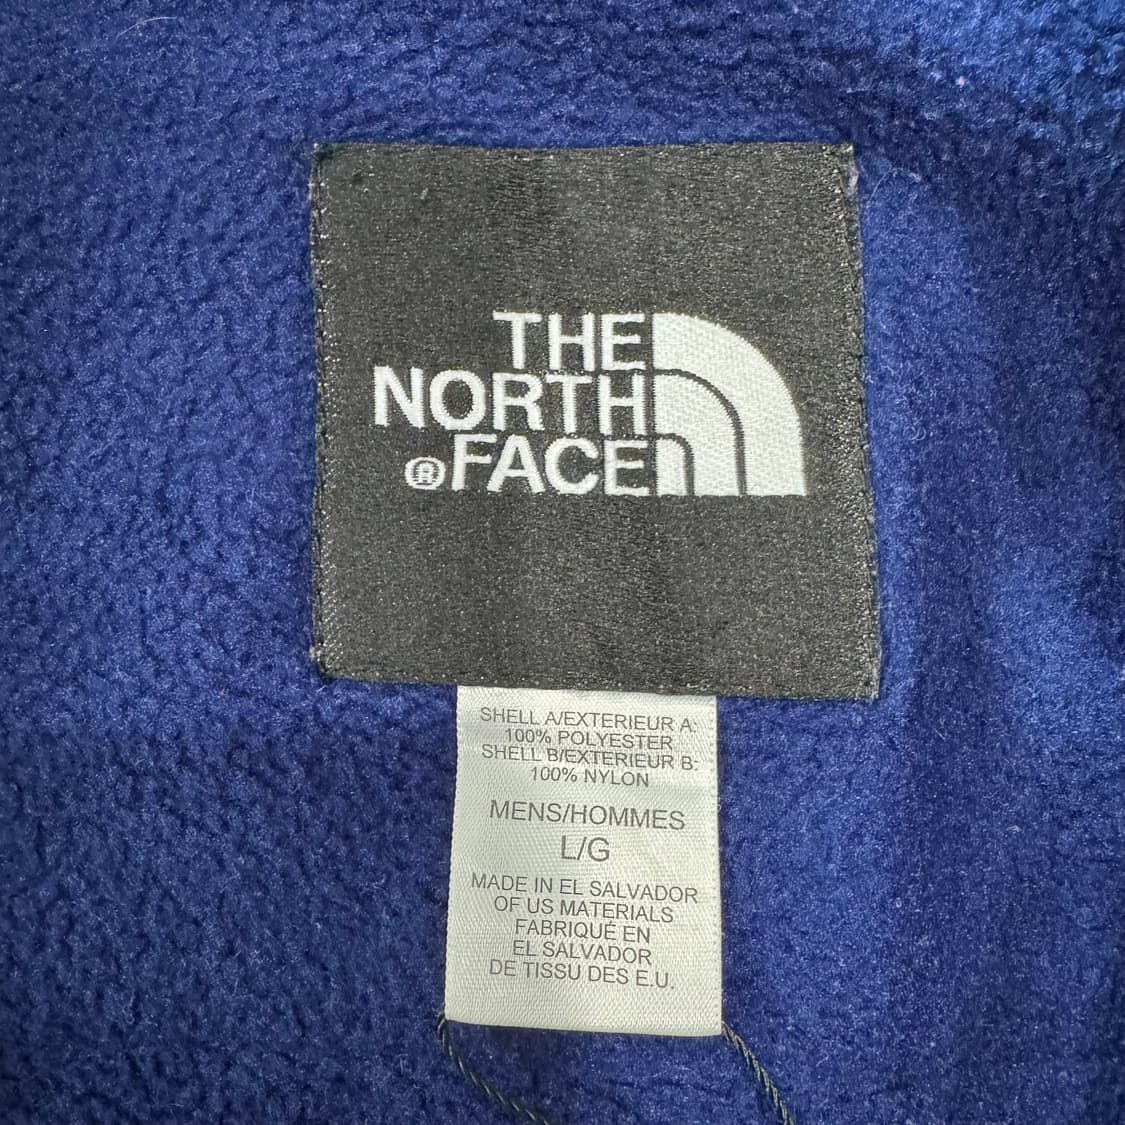 THE
NORTH
®FACE
SHELL A/EXTERIEUR A:
100% POLYESTER
SHELL B/EXTERIEUR B:
100% NYLON
MENS/HOMMES
L/G
MADE IN EL SALVADOR
OF US MATERIALS
FABRIQUÉ EN
EL SALVADOR
DE TISSU DES E.U.